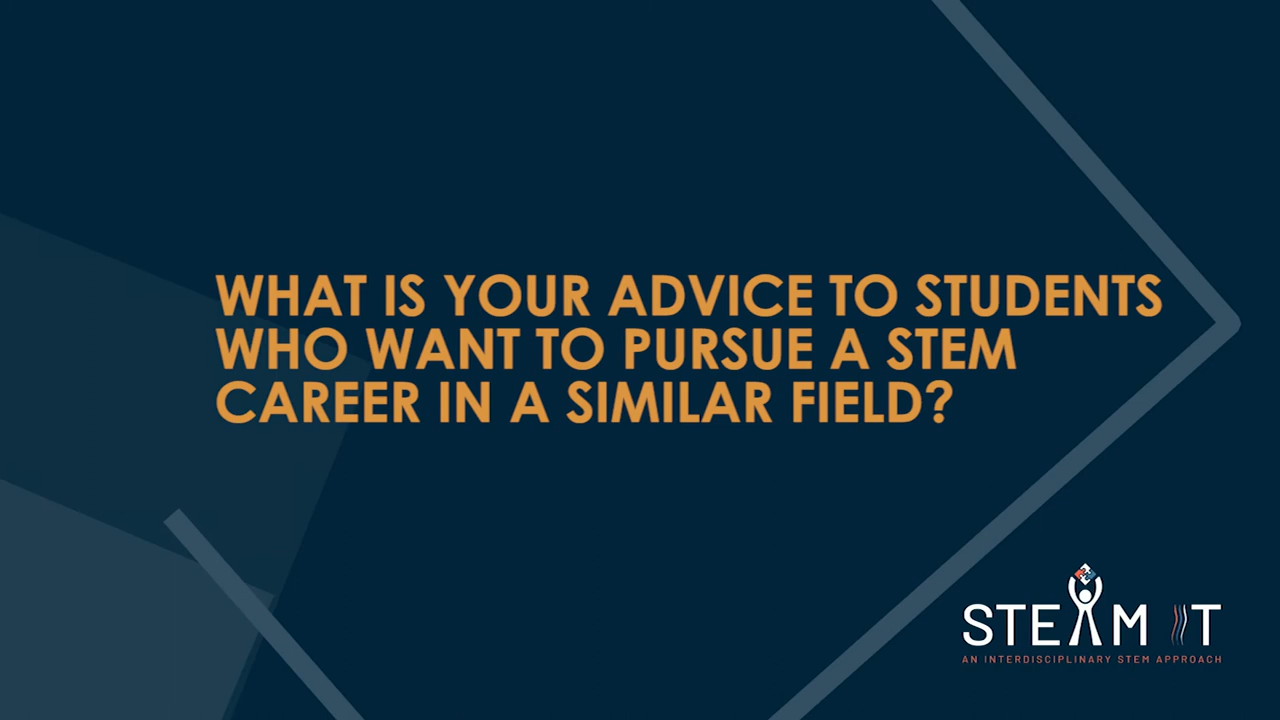 WHAT IS YOUR ADVICE TO STUDENTS
WHO WANT TO PURSUE A STEM
CAREER IN A SIMILAR FIELD?
STEAM IT
AN INTERDISCIPLINARY STEM APPROACH